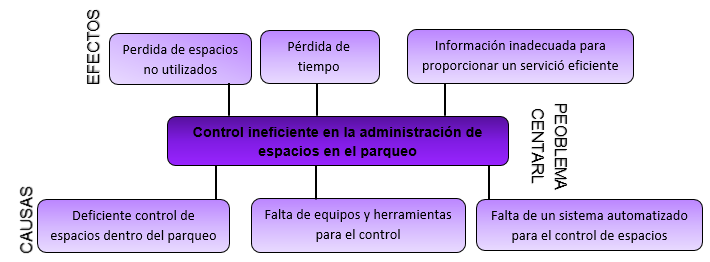 EFECTOS
Perdida de espacios
no utilizados
Pérdida de
tiempo
Información inadecuada para
proporcionar un servició eficiente
Control ineficiente en la administración de
espacios en el parqueo
PEOBLEMA
CENTARL
CAUSAS
Deficiente control de
espacios dentro del parqueo
Falta de equipos y herramientas
para el control
Falta de un sistema automatizado
para el control de espacios